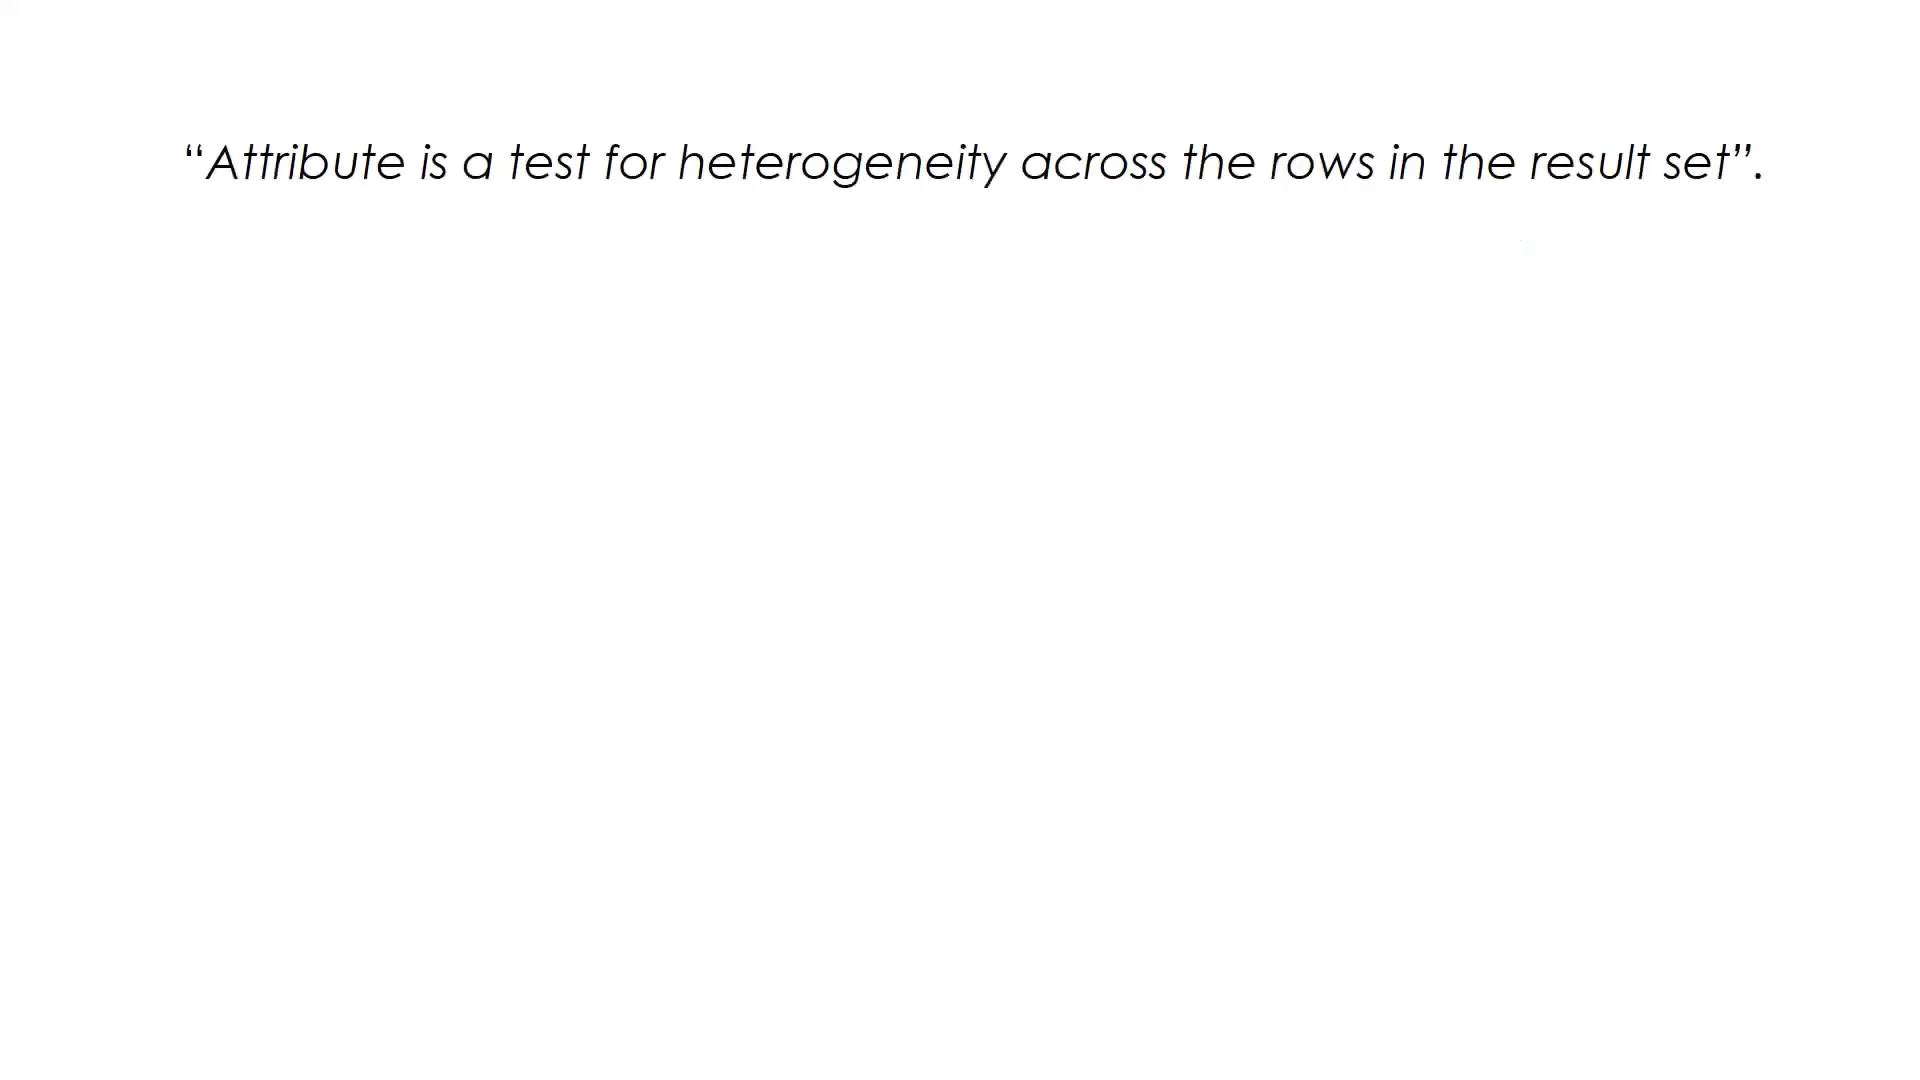 “Attribute is a test for heterogeneity across the rows in the result set”.